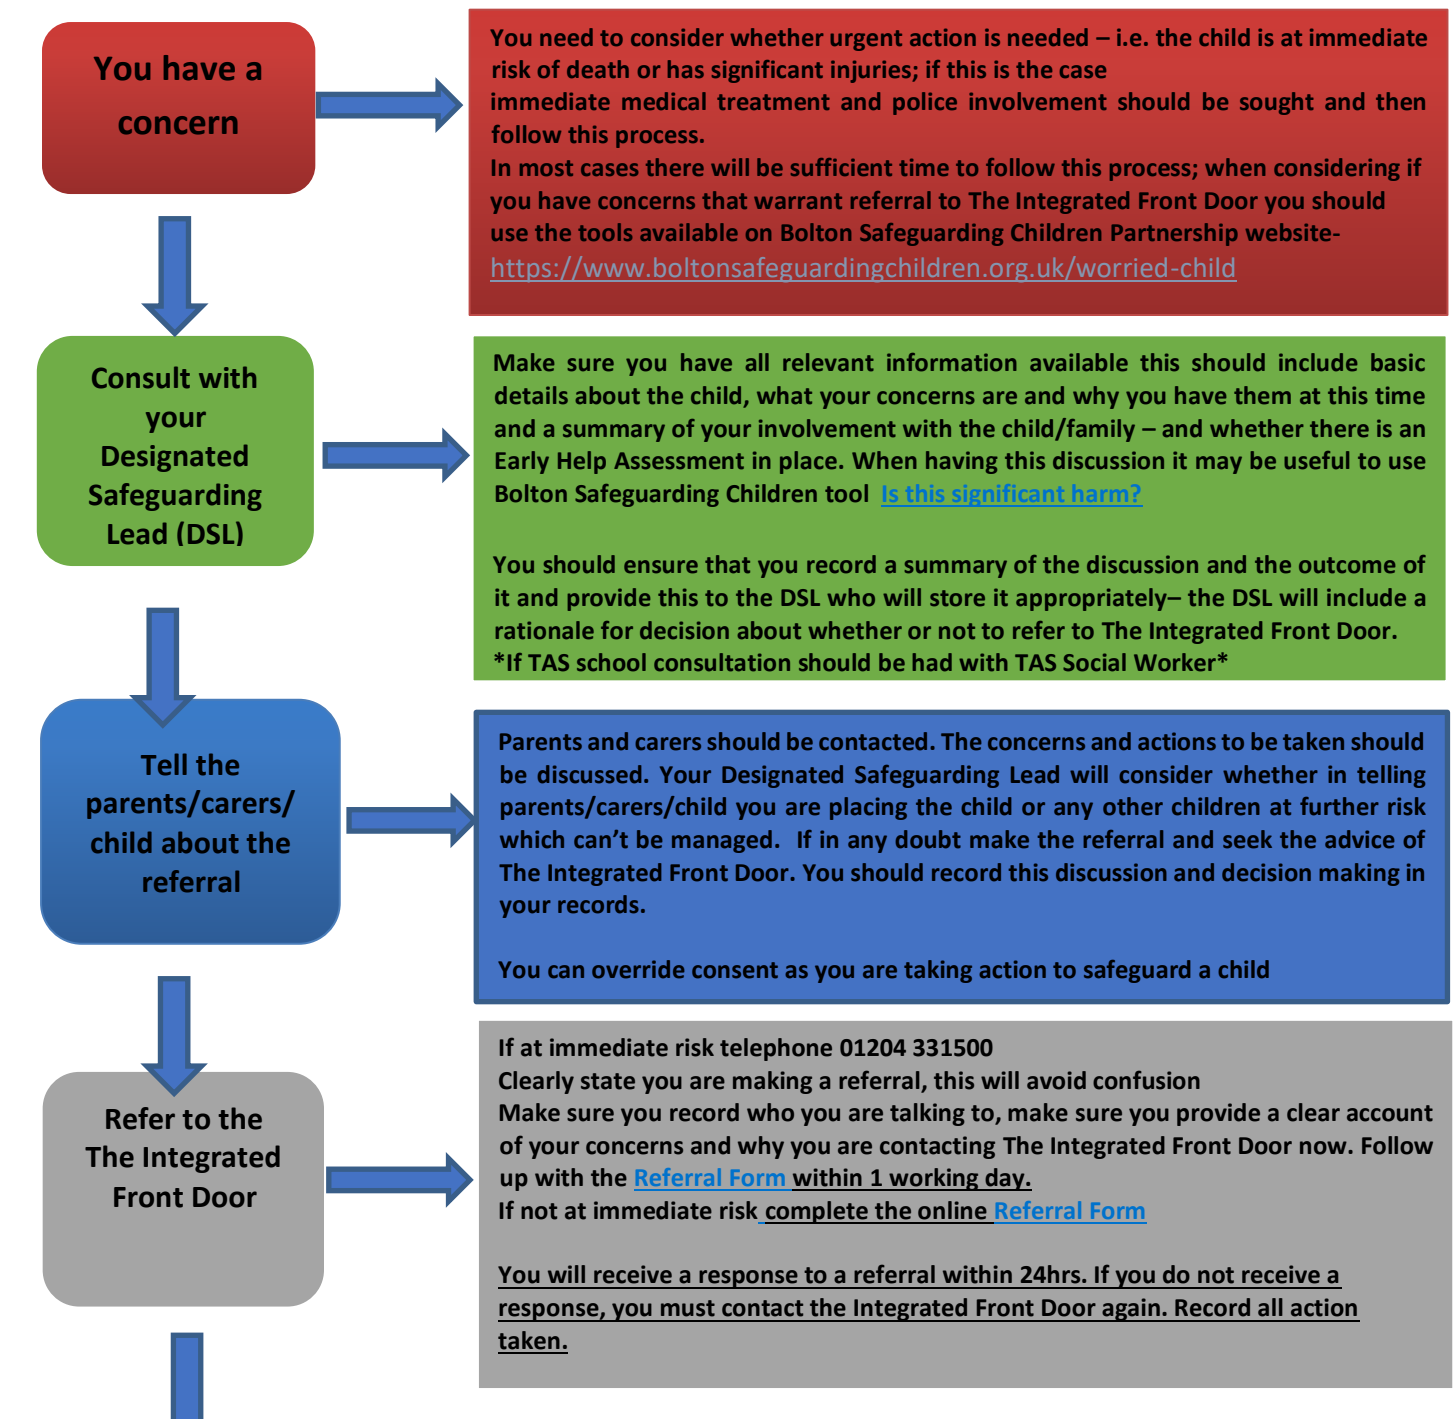 You have a
concern
You need to consider whether urgent action is needed – i.e. the child is at immediate
risk of death or has significant injuries; if this is the case
immediate medical treatment and police involvement should be sought and then
follow this process.
In most cases there will be sufficient time to follow this process; when considering if
you have concerns that warrant referral to The Integrated Front Door you should
use the tools available on Bolton Safeguarding Children Partnership website-
https://www.boltonsafeguardingchildren.org.uk/worried-child
Consult with
your
Designated
Safeguarding
Lead (DSL)
Make sure you have all relevant information available this should include basic
details about the child, what your concerns are and why you have them at this time
and a summary of your involvement with the child/family – and whether there is an
Early Help Assessment in place. When having this discussion it may be useful to use
Bolton Safeguarding Children tool Is this significant harm?
You should ensure that you record a summary of the discussion and the outcome of
it and provide this to the DSL who will store it appropriately– the DSL will include a
rationale for decision about whether or not to refer to The Integrated Front Door.
*If TAS school consultation should be had with TAS Social Worker*
Tell the
parents/carers/
child about the
referral
Parents and carers should be contacted. The concerns and actions to be taken should
be discussed. Your Designated Safeguarding Lead will consider whether in telling
parents/carers/child you are placing the child or any other children at further risk
which can’t be managed. If in any doubt make the referral and seek the advice of
The Integrated Front Door. You should record this discussion and decision making in
your records.
You can override consent as you are taking action to safeguard a child
Refer to the
The Integrated
Front Door
If at immediate risk telephone 01204 331500
Clearly state you are making a referral, this will avoid confusion
Make sure you record who you are talking to, make sure you provide a clear account
of your concerns and why you are contacting The Integrated Front Door now. Follow
up with the Referral Form within 1 working day.
If not at immediate risk complete the online Referral Form
You will receive a response to a referral within 24hrs. If you do not receive a
response, you must contact the Integrated Front Door again. Record all action
taken.